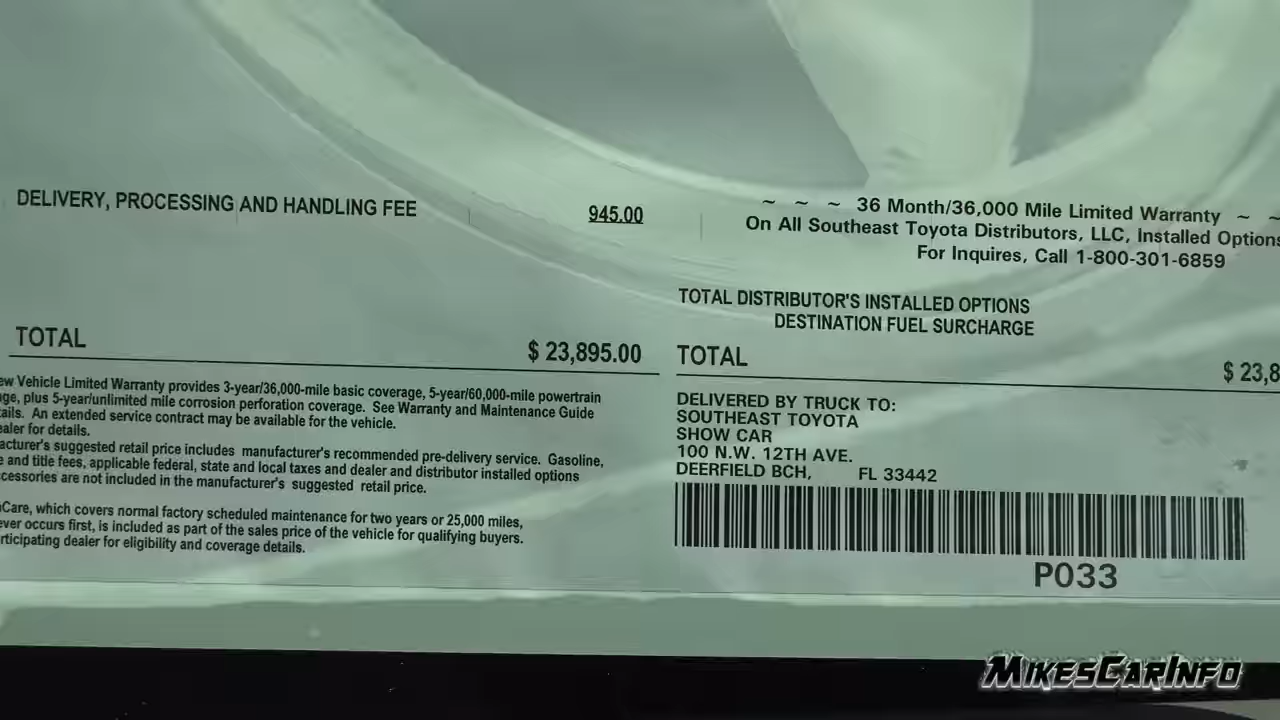 DELIVERY, PROCESSING AND HANDLING FEE 945.00
TOTAL $ 23,895.00
ew Vehicle Limited Warranty provides 3-year/36,000-mile basic coverage, 5-year/60,000-mile powertrain
ge, plus 5-year/unlimited mile corrosion perforation coverage. See Warranty and Maintenance Guide
ails. An extended service contract may be available for the vehicle.
ealer for details.
acturer's suggested retail price includes manufacturer's recommended pre-delivery service. Gasoline,
e and title fees, applicable federal, state and local taxes and dealer and distributor installed options
ccessories are not included in the manufacturer's suggested retail price.
Care, which covers normal factory scheduled maintenance for two years or 25,000 miles,
ever occurs first, is included as part of the sales price of the vehicle for qualifying buyers.
rticipating dealer for eligibility and coverage details.
~ ~ ~ 36 Month/36,000 Mile Limited Warranty ~ ~
On All Southeast Toyota Distributors, LLC, Installed Options
For Inquires, Call 1-800-301-6859
TOTAL DISTRIBUTOR'S INSTALLED OPTIONS
DESTINATION FUEL SURCHARGE
TOTAL $ 23,8
DELIVERED BY TRUCK TO:
SOUTHEAST TOYOTA
SHOW CAR
100 N.W. 12TH AVE.
DEERFIELD BCH, FL 33442
P033
MIKESCARINFO